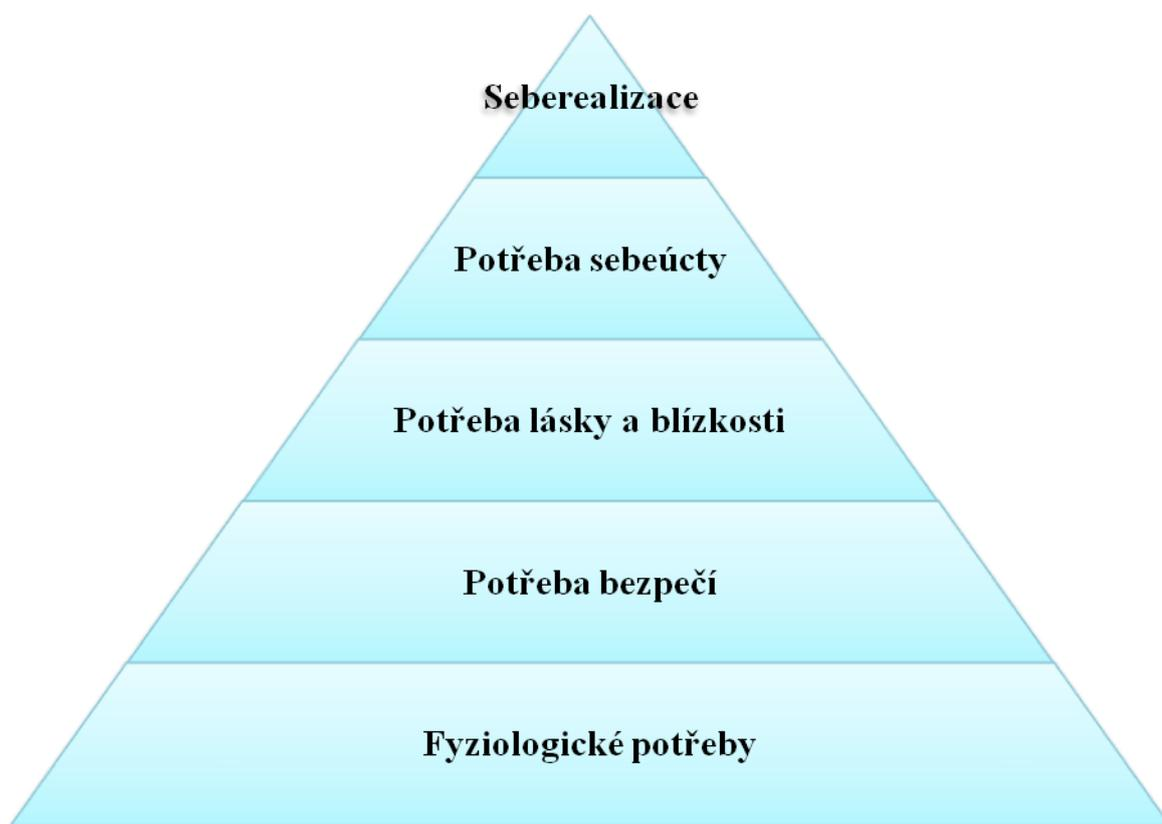 Seberealizace
Potřeba sebeúcty
Potřeba lásky a blízkosti
Potřeba bezpečí
Fyziologické potřeby